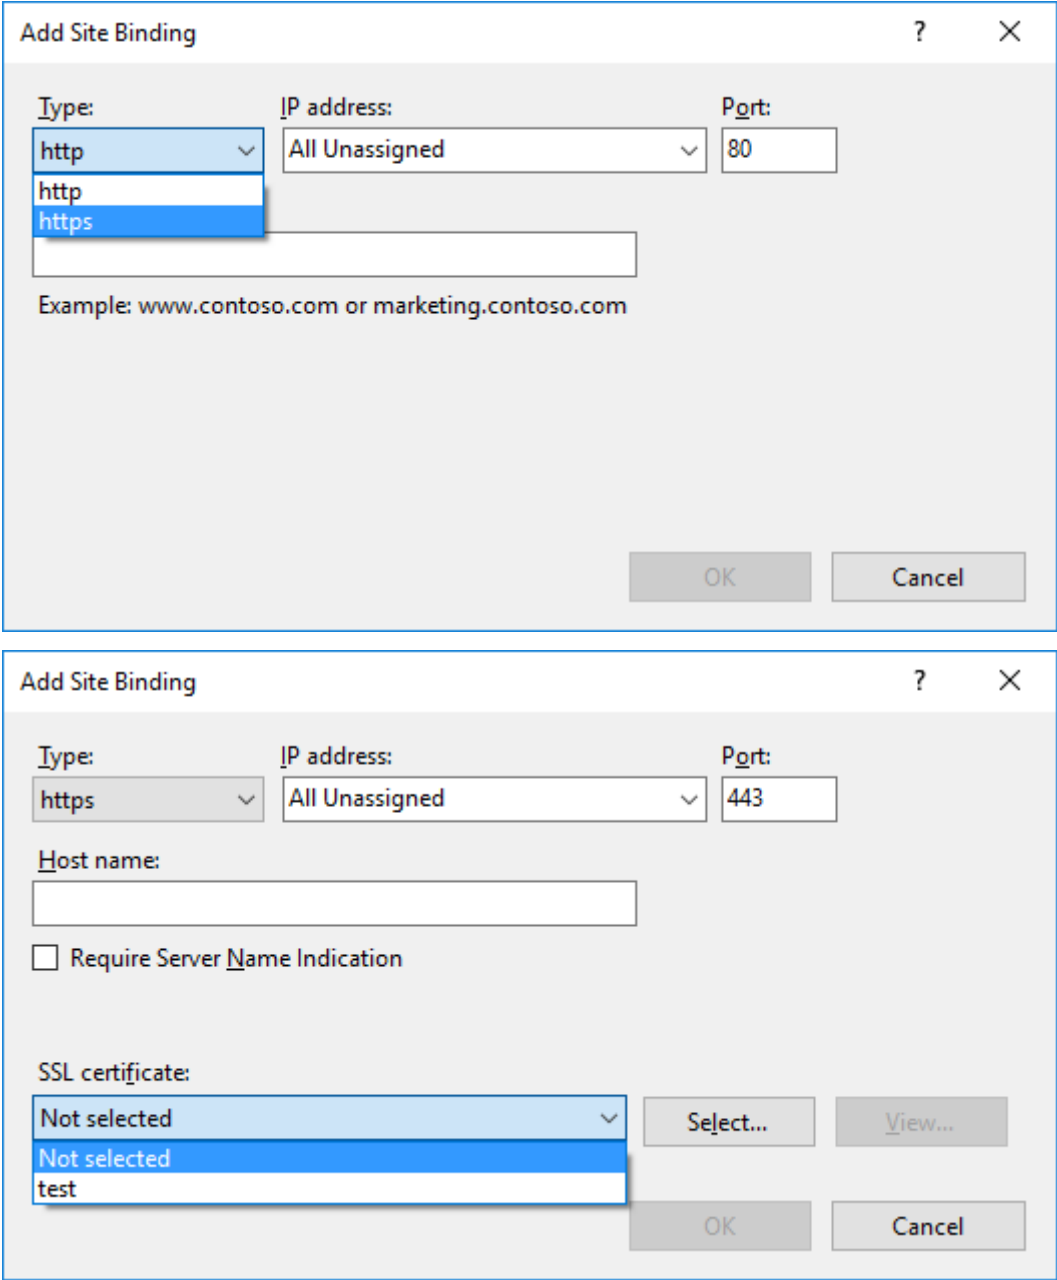 Add Site Binding ? ×
Type: IP address: Port:
http All Unassigned 80
http
https
Example: www.contoso.com or marketing.contoso.com
OK Cancel
Add Site Binding ? ×
Type: IP address: Port:
https All Unassigned 443
Host name:
Require Server Name Indication
SSL certificate:
Not selected Select... View...
Not selected
test
OK Cancel